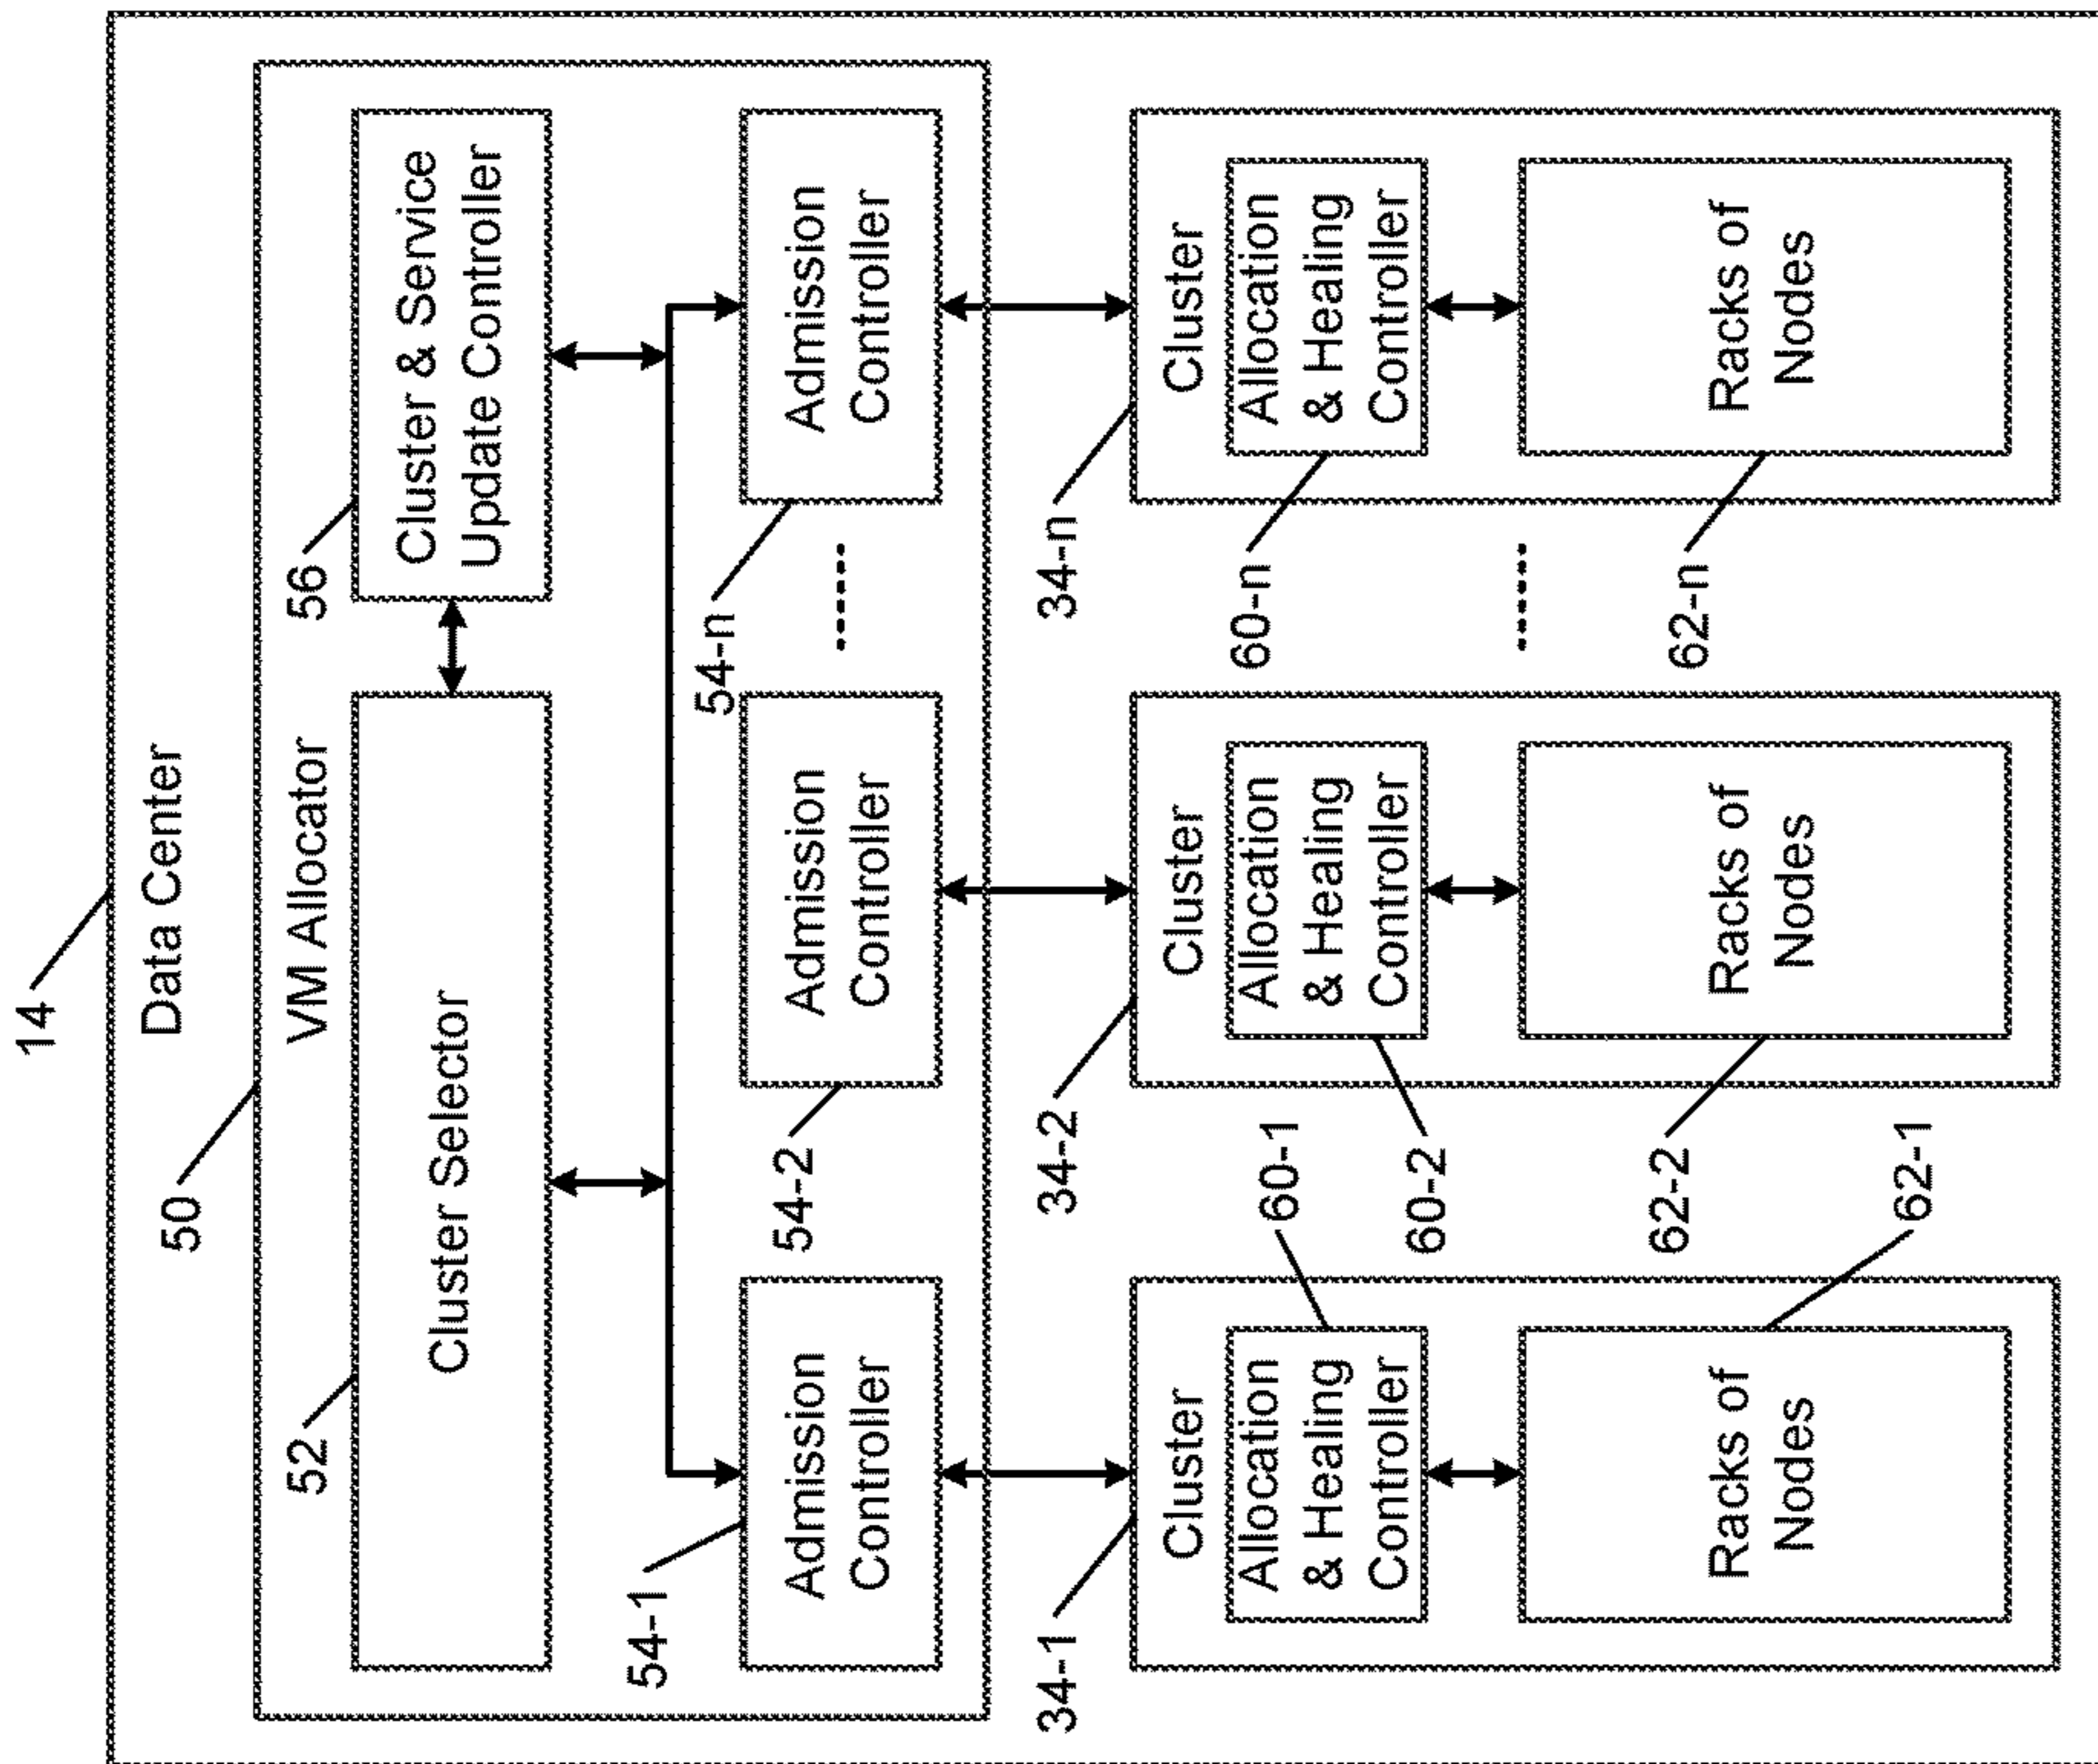 14
Data Center
50
VM Allocator
52
Cluster Selector
56
Cluster & Service
Update Controller
54-1
Admission
Controller
54-2
Admission
Controller
54-n
Admission
Controller
......
34-1
Cluster
Allocation
& Healing
Controller
60-1
Racks of
Nodes
62-1
34-2
Cluster
Allocation
& Healing
Controller
60-2
Racks of
Nodes
62-2
......
34-n
Cluster
Allocation
& Healing
Controller
60-n
Racks of
Nodes
62-n